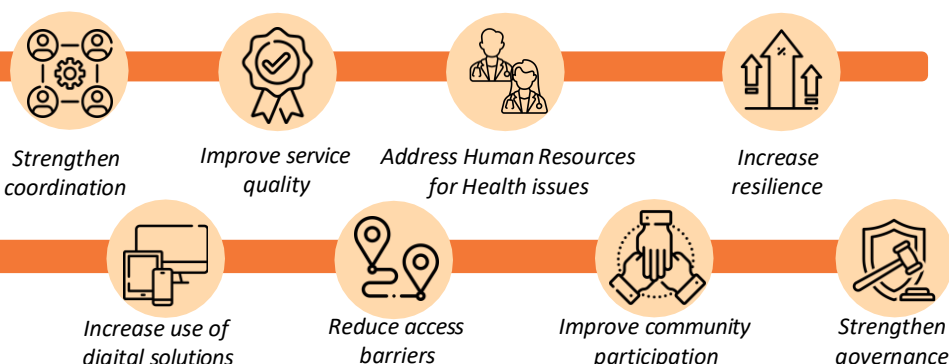 Strengthen
coordination
Improve service
quality
Address Human Resources
for Health issues
Increase
resilience
Increase use of
digital solutions
Reduce access
barriers
Improve community
participation
Strengthen
governance